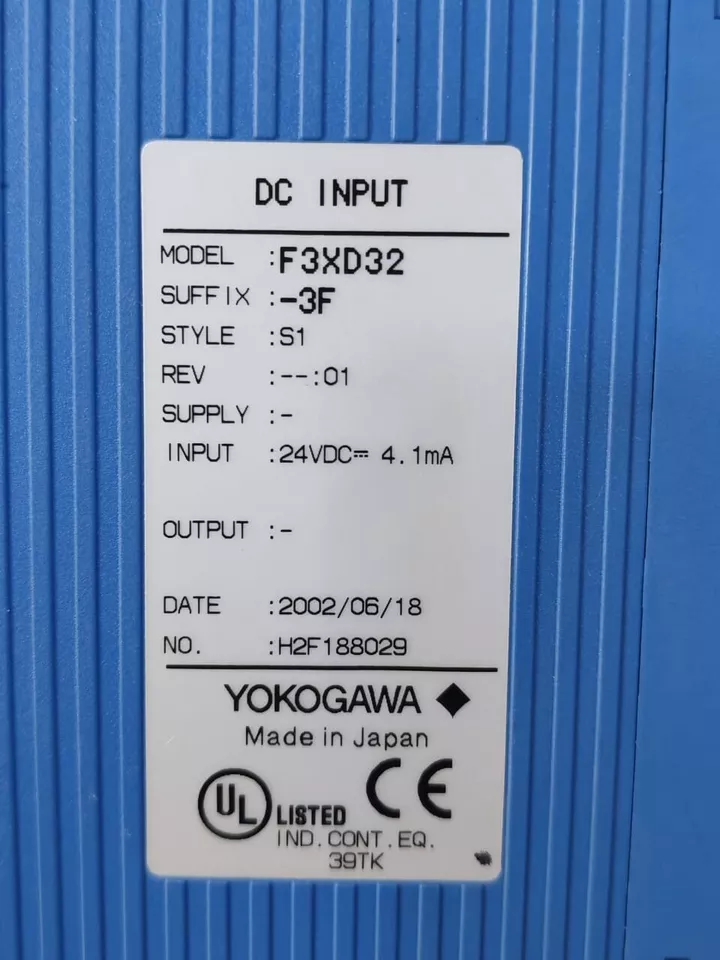 DC INPUT
MODEL :F3XD32
SUFFIX :-3F
STYLE :S1
REV :--:01
SUPPLY :-
INPUT :24VDC⎓ 4.1mA
OUTPUT :-
DATE :2002/06/18
NO. :H2F188029
YOKOGAWA ◆
Made in Japan
UL LISTED CE
IND.CONT.EQ.
39TK